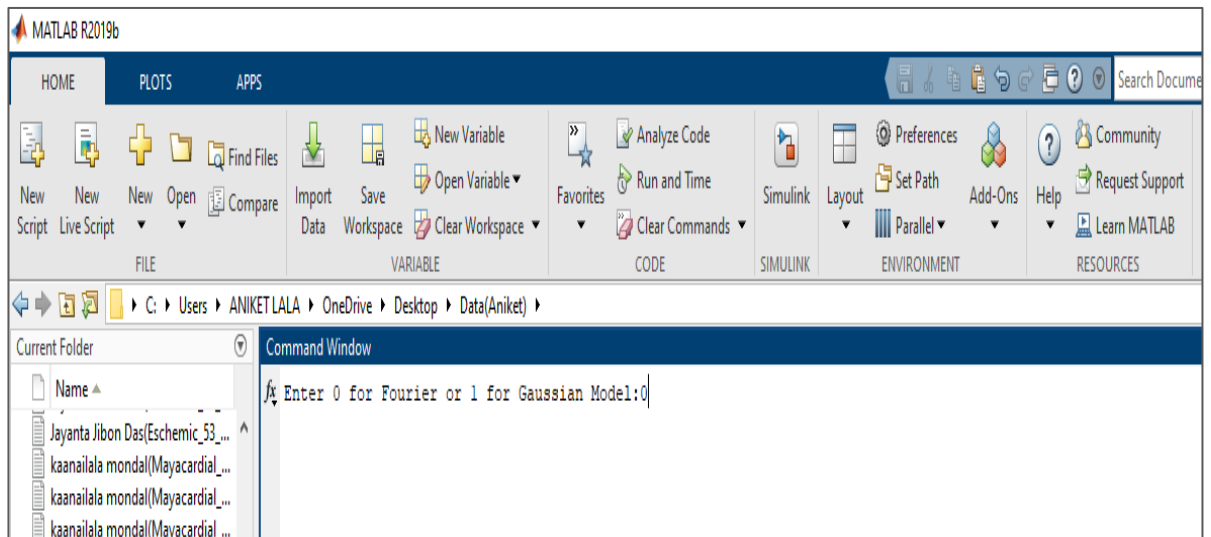 MATLAB R2019b
HOME PLOTS APPS
Search Docume
New Script
New Live Script
New
Open
Find Files
Compare
FILE
Import Data
Save Workspace
New Variable
Open Variable
Clear Workspace
VARIABLE
Favorites
Analyze Code
Run and Time
Clear Commands
CODE
Simulink
SIMULINK
Layout
Preferences
Set Path
Parallel
Add-Ons
ENVIRONMENT
Help
Community
Request Support
Learn MATLAB
RESOURCES
C: Users ANIKET LALA OneDrive Desktop Data(Aniket)
Current Folder
Name
Jayanta Jibon Das(Eschemic_53_...
kaanailala mondal(Mayacardial_...
kaanailala mondal(Mayacardial_...
kaanailala mondal(Mayacardial_...
Command Window
fx Enter 0 for Fourier or 1 for Gaussian Model:0